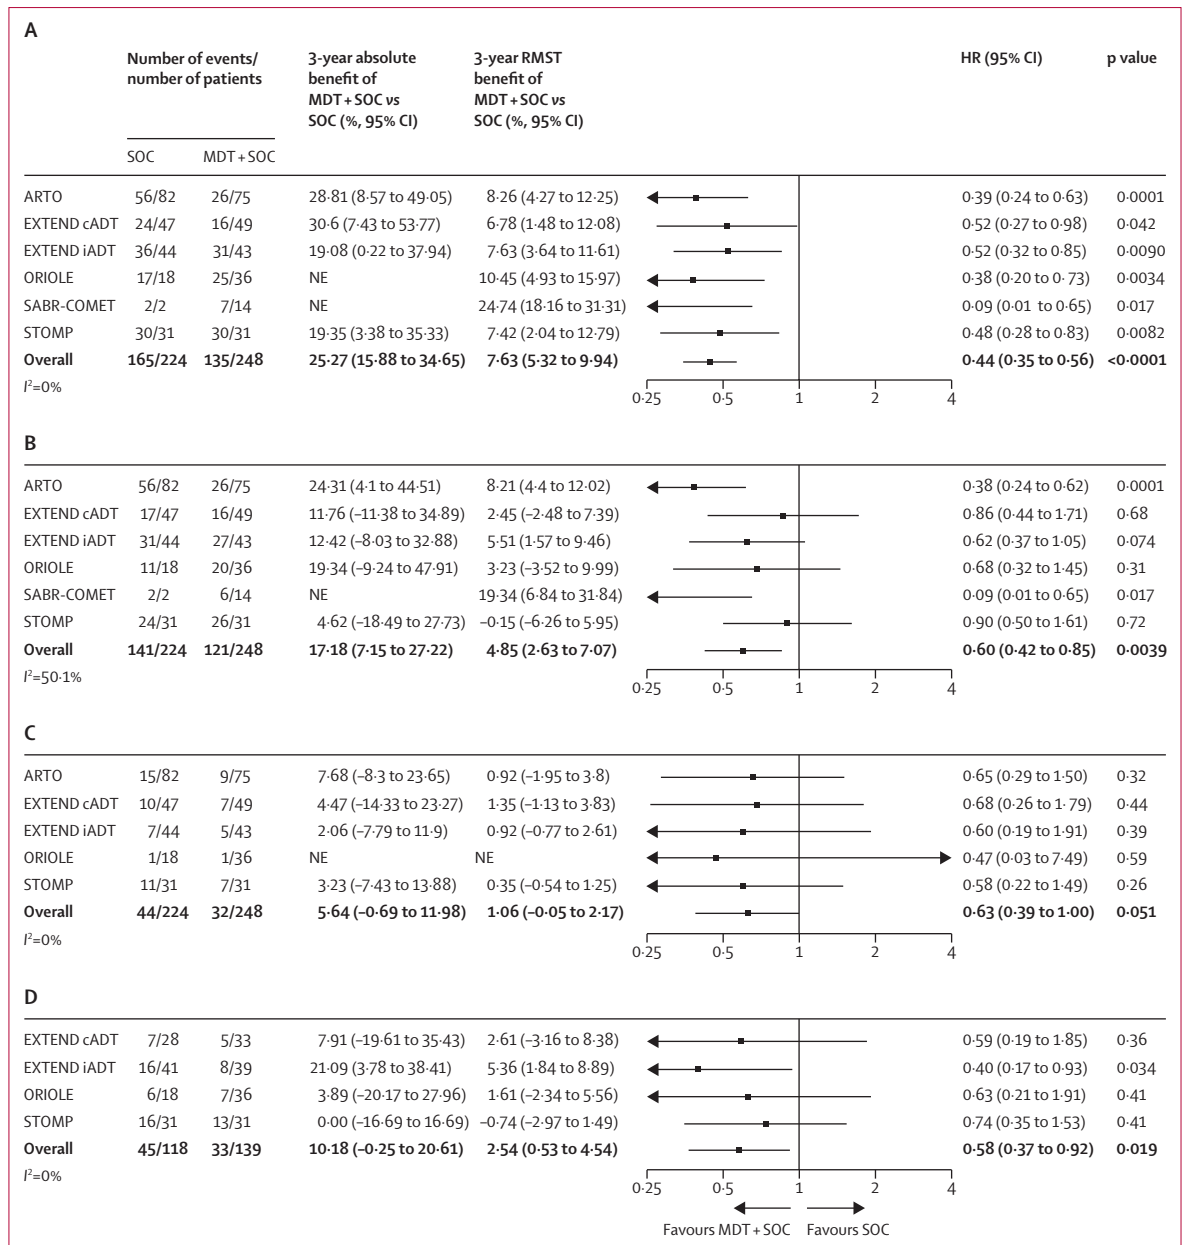 A
Number of events/ 3-year absolute 3-year RMST HR (95% CI) p value
number of patients benefit of benefit of
MDT + SOC vs MDT + SOC vs
SOC (%, 95% CI) SOC (%, 95% CI)
SOC MDT + SOC
ARTO 56/82 26/75 28·81 (8·57 to 49·05) 8·26 (4·27 to 12·25) 0·39 (0·24 to 0·63) 0·0001
EXTEND cADT 24/47 16/49 30·6 (7·43 to 53·77) 6·78 (1·48 to 12·08) 0·52 (0·27 to 0·98) 0·042
EXTEND iADT 36/44 31/43 19·08 (0·22 to 37·94) 7·63 (3·64 to 11·61) 0·52 (0·32 to 0·85) 0·0090
ORIOLE 17/18 25/36 NE 10·45 (4·93 to 15·97) 0·38 (0·20 to 0·73) 0·0034
SABR-COMET 2/2 7/14 NE 24·74 (18·16 to 31·31) 0·09 (0·01 to 0·65) 0·017
STOMP 30/31 30/31 19·35 (3·38 to 35·33) 7·42 (2·04 to 12·79) 0·48 (0·28 to 0·83) 0·0082
Overall 165/224 135/248 25·27 (15·88 to 34·65) 7·63 (5·32 to 9·94) 0·44 (0·35 to 0·56) <0·0001
I²=0%
0·25 0·5 1 2 4
B
ARTO 56/82 26/75 24·31 (4·1 to 44·51) 8·21 (4·4 to 12·02) 0·38 (0·24 to 0·62) 0·0001
EXTEND cADT 17/47 16/49 11·76 (–11·38 to 34·89) 2·45 (–2·48 to 7·39) 0·86 (0·44 to 1·71) 0·68
EXTEND iADT 31/44 27/43 12·42 (–8·03 to 32·88) 5·51 (1·57 to 9·46) 0·62 (0·37 to 1·05) 0·074
ORIOLE 11/18 20/36 19·34 (–9·24 to 47·91) 3·23 (–3·52 to 9·99) 0·68 (0·32 to 1·45) 0·31
SABR-COMET 2/2 6/14 NE 19·34 (6·84 to 31·84) 0·09 (0·01 to 0·65) 0·017
STOMP 24/31 26/31 4·62 (–18·49 to 27·73) –0·15 (–6·26 to 5·95) 0·90 (0·50 to 1·61) 0·72
Overall 141/224 121/248 17·18 (7·15 to 27·22) 4·85 (2·63 to 7·07) 0·60 (0·42 to 0·85) 0·0039
I²=50·1%
0·25 0·5 1 2 4
C
ARTO 15/82 9/75 7·68 (–8·3 to 23·65) 0·92 (–1·95 to 3·8) 0·65 (0·29 to 1·50) 0·32
EXTEND cADT 10/47 7/49 4·47 (–14·33 to 23·27) 1·35 (–1·13 to 3·83) 0·68 (0·26 to 1·79) 0·44
EXTEND iADT 7/44 5/43 2·06 (–7·79 to 11·9) 0·92 (–0·77 to 2·61) 0·60 (0·19 to 1·91) 0·39
ORIOLE 1/18 1/36 NE NE 0·47 (0·03 to 7·49) 0·59
STOMP 11/31 7/31 3·23 (–7·43 to 13·88) 0·35 (–0·54 to 1·25) 0·58 (0·22 to 1·49) 0·26
Overall 44/224 32/248 5·64 (–0·69 to 11·98) 1·06 (–0·05 to 2·17) 0·63 (0·39 to 1·00) 0·051
I²=0%
0·25 0·5 1 2 4
D
EXTEND cADT 7/28 5/33 7·91 (–19·61 to 35·43) 2·61 (–3·16 to 8·38) 0·59 (0·19 to 1·85) 0·36
EXTEND iADT 16/41 8/39 21·09 (3·78 to 38·41) 5·36 (1·84 to 8·89) 0·40 (0·17 to 0·93) 0·034
ORIOLE 6/18 7/36 3·89 (–20·17 to 27·96) 1·61 (–2·34 to 5·56) 0·63 (0·21 to 1·91) 0·41
STOMP 16/31 13/31 0·00 (–16·69 to 16·69) –0·74 (–2·97 to 1·49) 0·74 (0·35 to 1·53) 0·41
Overall 45/118 33/139 10·18 (–0·25 to 20·61) 2·54 (0·53 to 4·54) 0·58 (0·37 to 0·92) 0·019
I²=0%
0·25 0·5 1 2 4
Favours MDT + SOC Favours SOC